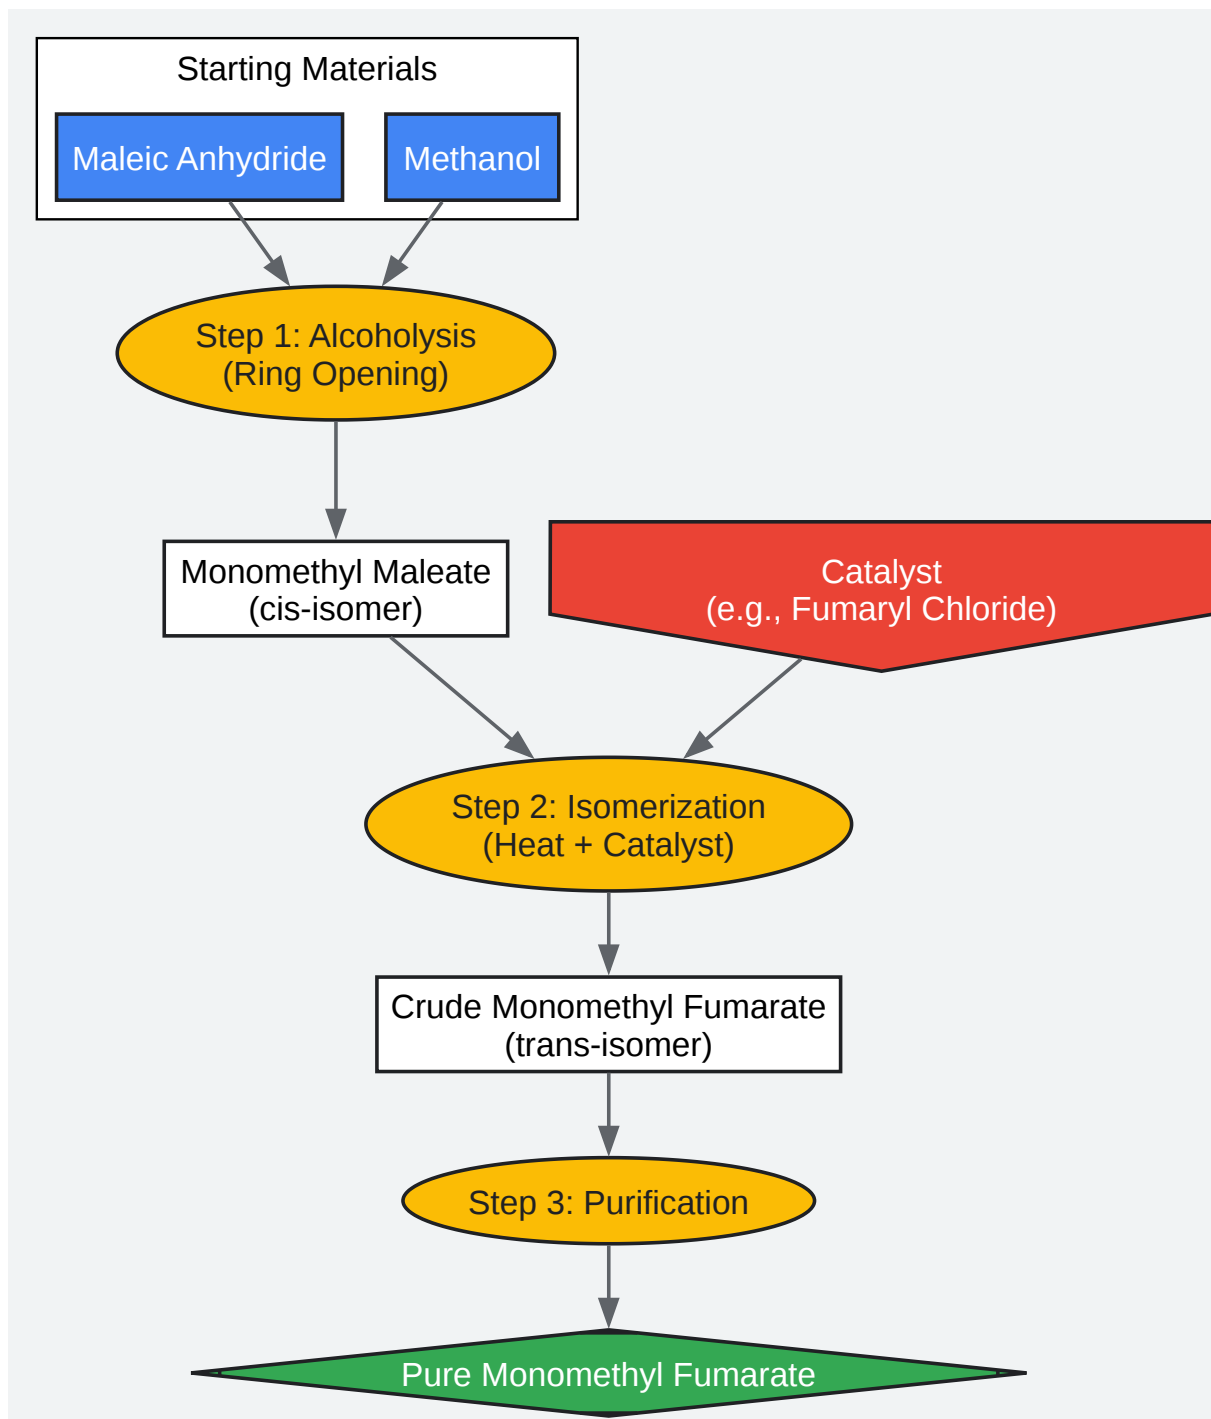 Starting Materials
Maleic Anhydride
Methanol
Step 1: Alcoholysis
(Ring Opening)
Monomethyl Maleate
(cis-isomer)
Catalyst
(e.g., Fumaryl Chloride)
Step 2: Isomerization
(Heat + Catalyst)
Crude Monomethyl Fumarate
(trans-isomer)
Step 3: Purification
Pure Monomethyl Fumarate